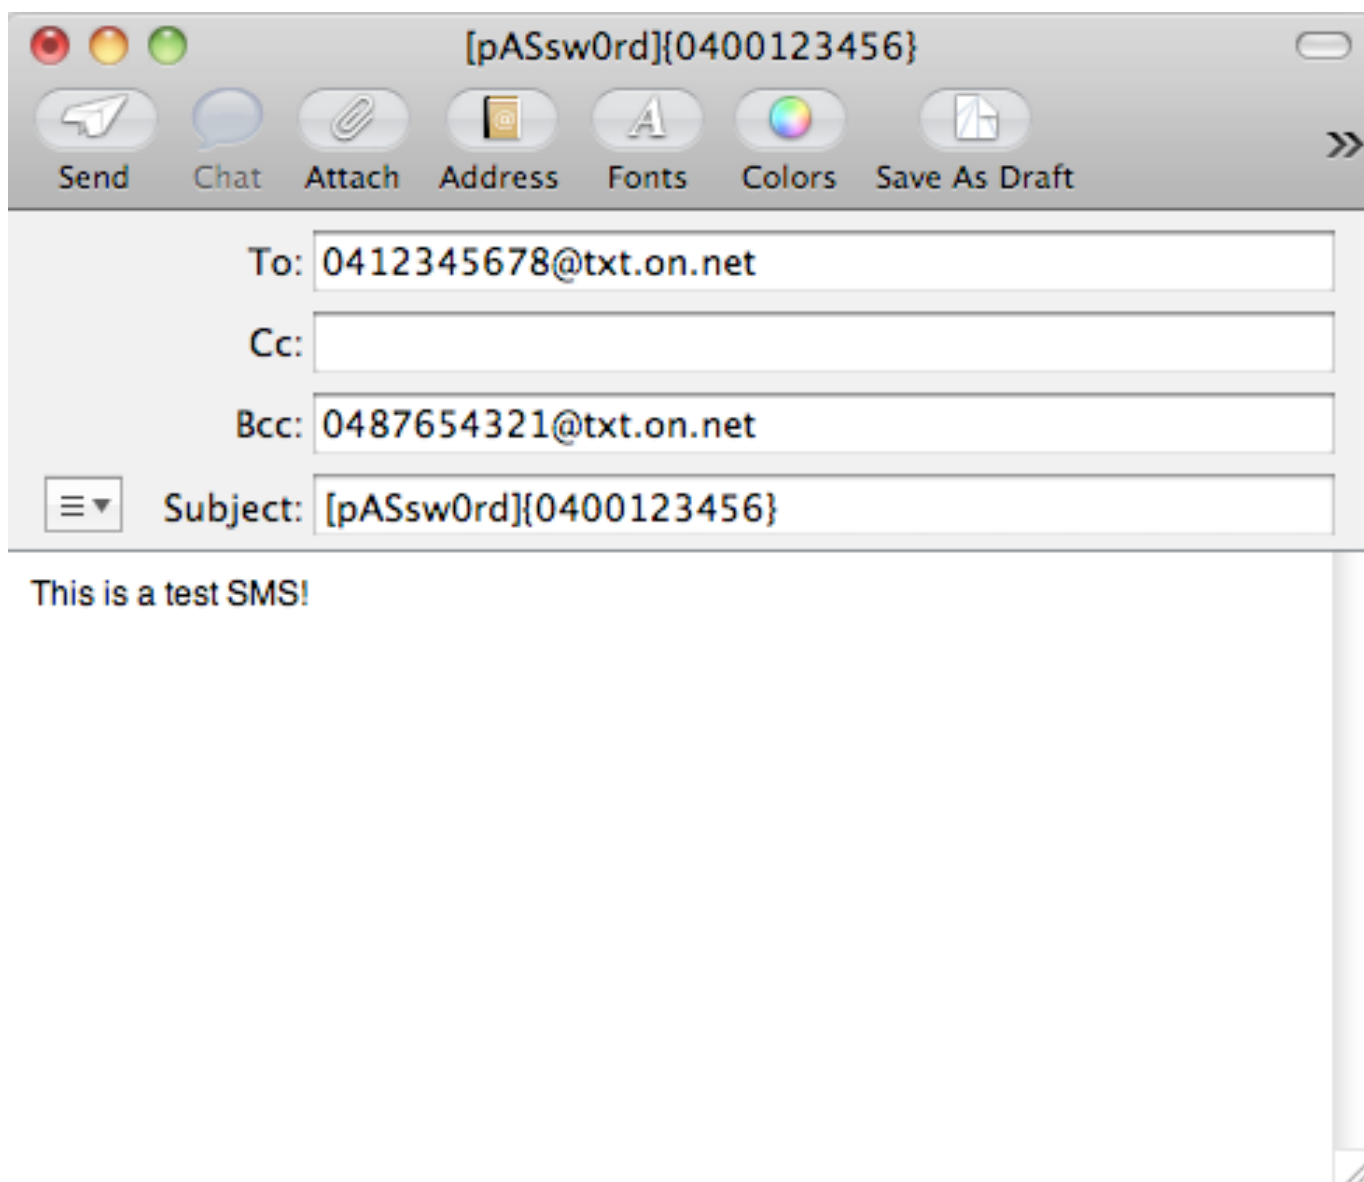 [pASsw0rd]{0400123456}
Send Chat Attach Address Fonts Colors Save As Draft
To: 0412345678@txt.on.net
Cc:
Bcc: 0487654321@txt.on.net
Subject: [pASsw0rd]{0400123456}
This is a test SMS!